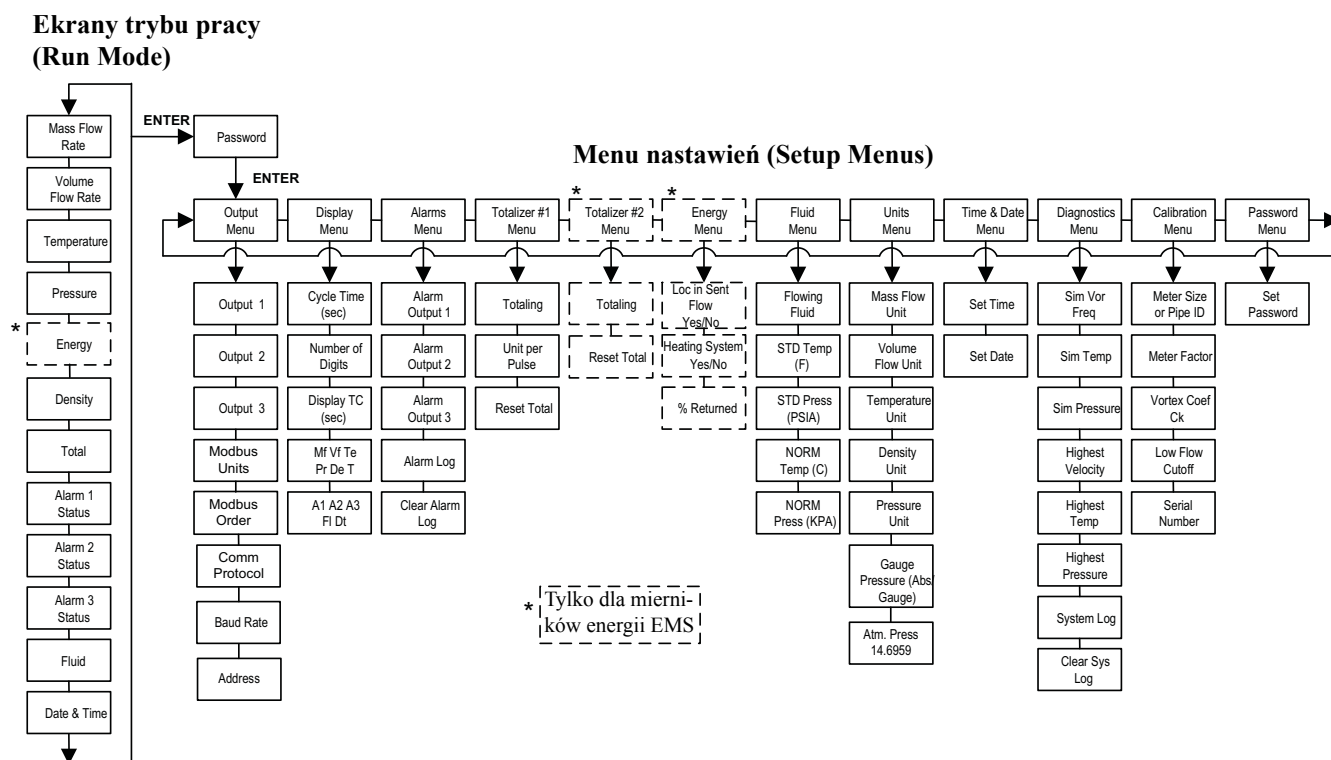 Ekrany trybu pracy
(Run Mode)
ENTER
Mass Flow
Rate
Volume
Flow Rate
Temperature
Pressure
*
Energy
Density
Total
Alarm 1
Status
Alarm 2
Status
Alarm 3
Status
Fluid
Date & Time
Password
ENTER
Menu nastawień (Setup Menus)
Output
Menu
Display
Menu
Alarms
Menu
Totalizer #1
Menu
*
Totalizer #2
Menu
*
Energy
Menu
Fluid
Menu
Units
Menu
Time & Date
Menu
Diagnostics
Menu
Calibration
Menu
Password
Menu
Output 1
Output 2
Output 3
Modbus
Units
Modbus
Order
Comm
Protocol
Baud Rate
Address
Cycle Time
(sec)
Number of
Digits
Display TC
(sec)
Mf Vf Te
Pr De T
A1 A2 A3
Fl Dt
Alarm
Output 1
Alarm
Output 2
Alarm
Output 3
Alarm Log
Clear Alarm
Log
Totaling
Unit per
Pulse
Reset Total
Totaling
Reset Total
Loc in Sent
Flow
Yes/No
Heating System
Yes/No
% Returned
Flowing
Fluid
STD Temp
(F)
STD Press
(PSIA)
NORM
Temp (C)
NORM
Press (KPA)
Mass Flow
Unit
Volume
Flow Unit
Temperature
Unit
Density
Unit
Pressure
Unit
Gauge
Pressure (Abs/
Gauge)
Atm. Press
14.6959
Set Time
Set Date
Sim Vor
Freq
Sim Temp
Sim Pressure
Highest
Velocity
Highest
Temp
Highest
Pressure
System Log
Clear Sys
Log
Meter Size
or Pipe ID
Meter Factor
Vortex Coef
Ck
Low Flow
Cutoff
Serial
Number
Set
Password
* Tylko dla mierni-
ków energii EMS